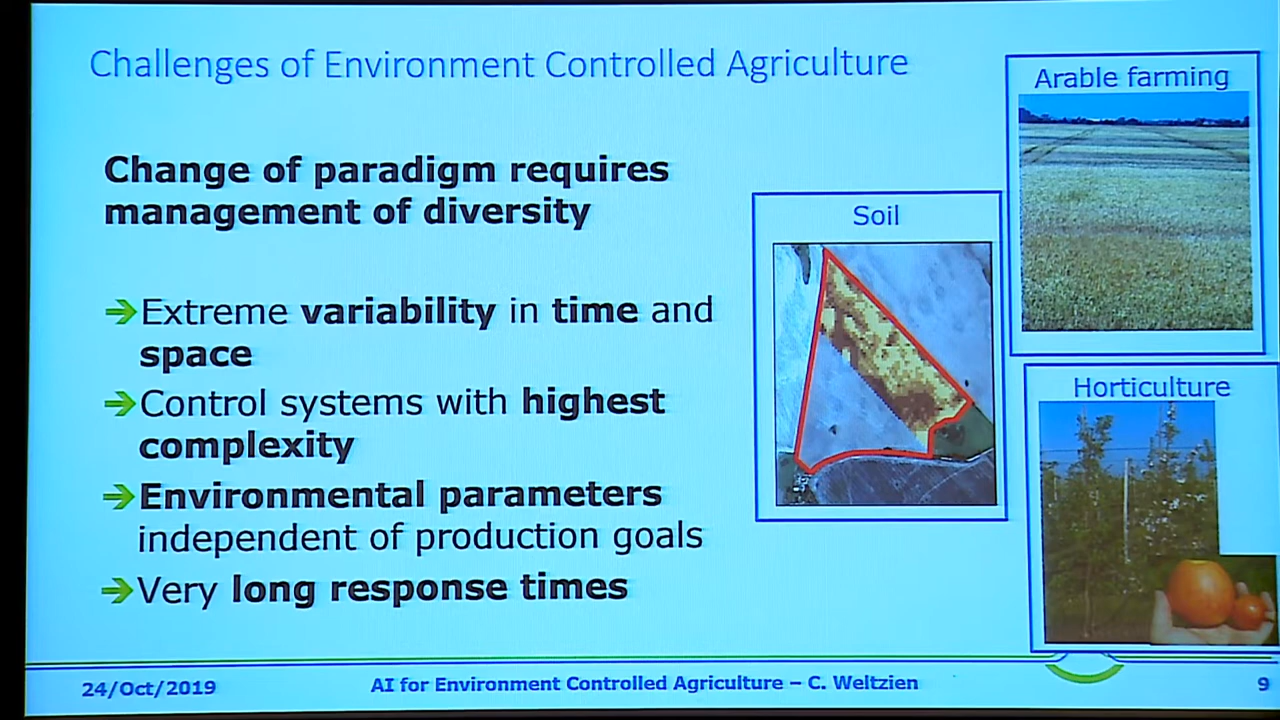 Challenges of Environment Controlled Agriculture
Change of paradigm requires
management of diversity
➔Extreme variability in time and
space
➔Control systems with highest
complexity
➔Environmental parameters
independent of production goals
➔Very long response times
Soil
Arable farming
Horticulture
24/Oct/2019
AI for Environment Controlled Agriculture – C. Weltzien
9